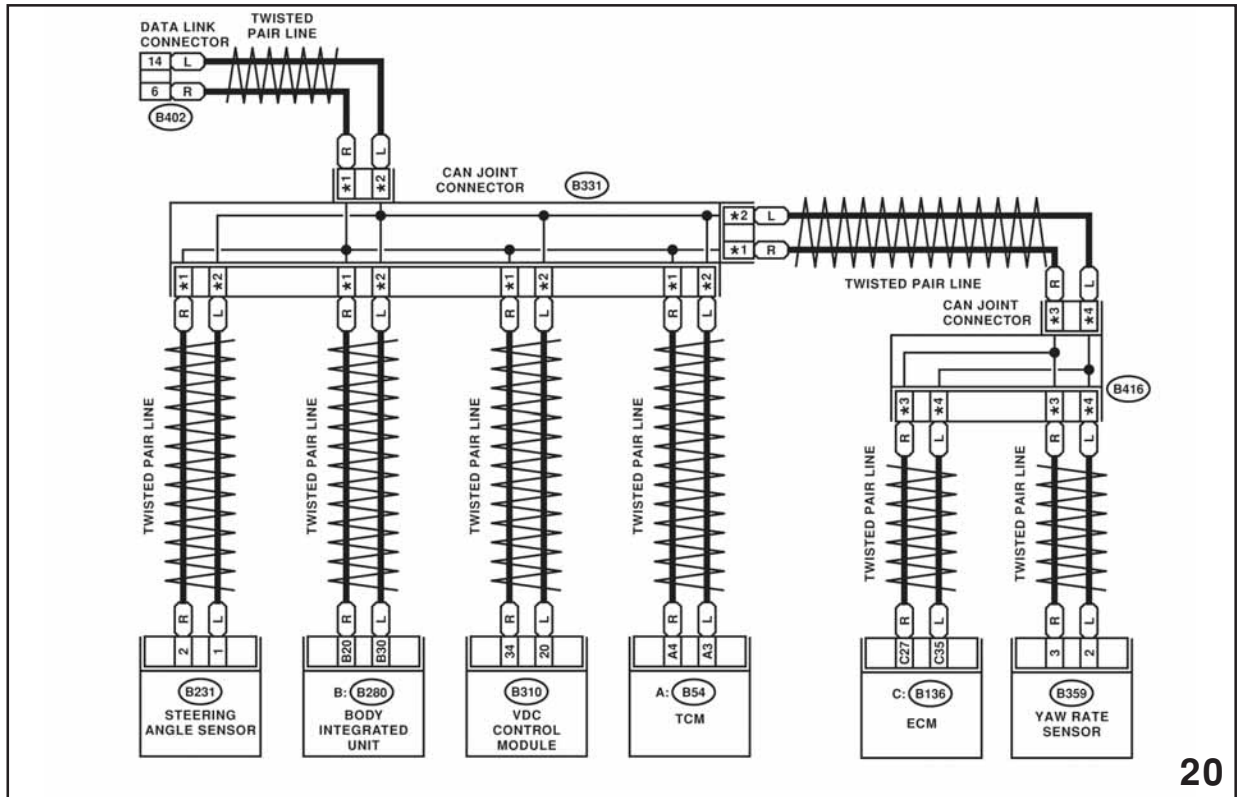 DATA LINK
CONNECTOR
TWISTED
PAIR LINE
14 L
6 R
B402
R L
*1 *2
CAN JOINT
CONNECTOR
B331
*2 L
*1 R
*1 *2 *1 *2 *1 *2 *1 *2
R L R L R L R L
TWISTED PAIR LINE
R L
CAN JOINT
CONNECTOR
*3 *4
B416
*3 *4 *3 *4
R L R L
TWISTED PAIR LINE
TWISTED PAIR LINE
TWISTED PAIR LINE
TWISTED PAIR LINE
TWISTED PAIR LINE
TWISTED PAIR LINE
R L R L R L R L R L R L
2 1 B20 B30 34 20 A4 A3 C27 C35 3 2
B231
STEERING
ANGLE SENSOR
B: B280
BODY
INTEGRATED
UNIT
B310
VDC
CONTROL
MODULE
A: B54
TCM
C: B136
ECM
B359
YAW RATE
SENSOR
20